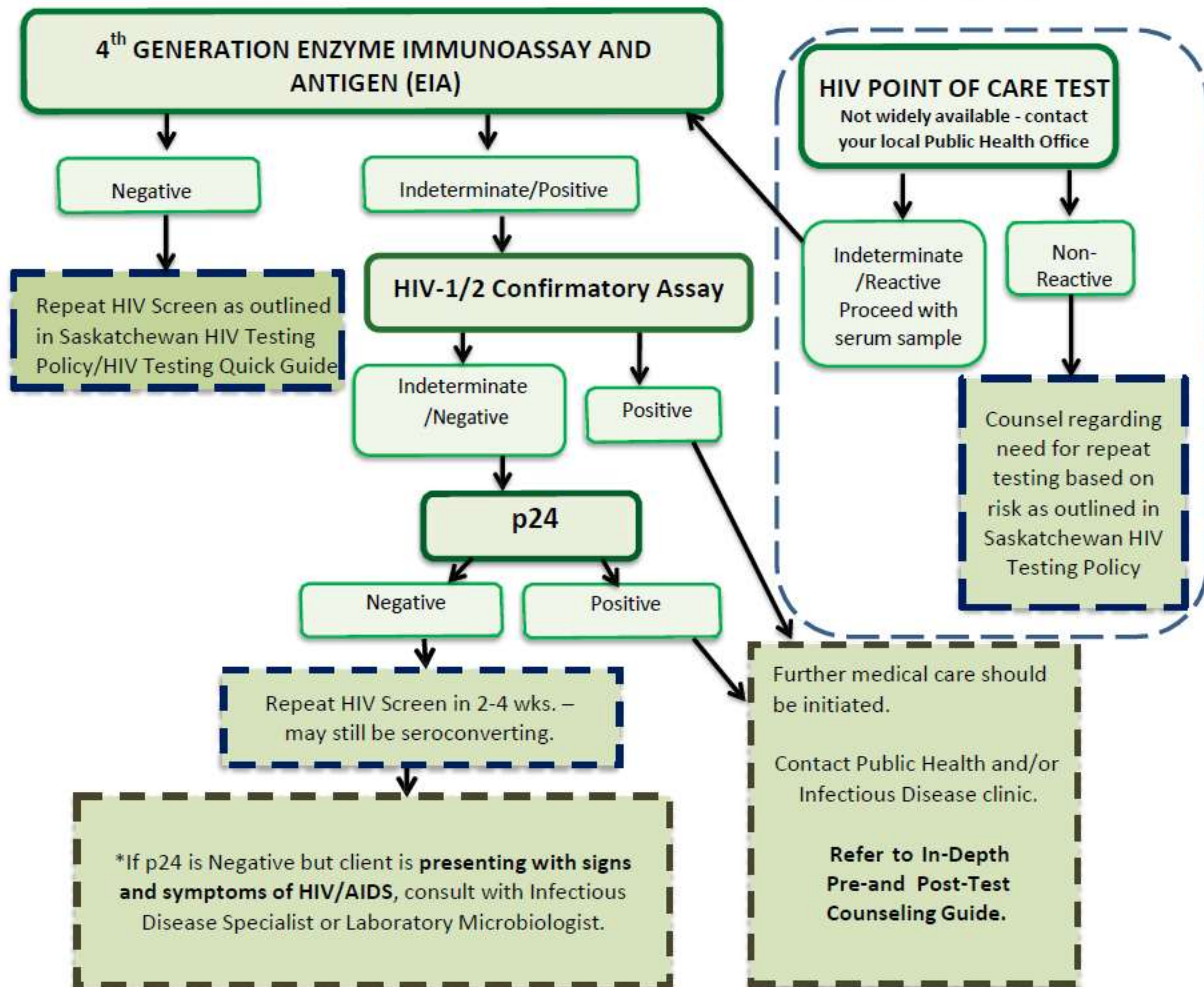 4th GENERATION ENZYME IMMUNOASSAY AND
ANTIGEN (EIA)
HIV POINT OF CARE TEST
Not widely available - contact
your local Public Health Office
Negative
Indeterminate/Positive
Indeterminate
/Reactive
Proceed with
serum sample
Non-
Reactive
Repeat HIV Screen as outlined
in Saskatchewan HIV Testing
Policy/HIV Testing Quick Guide
HIV-1/2 Confirmatory Assay
Indeterminate
/Negative
Positive
Counsel regarding
need for repeat
testing based on
risk as outlined in
Saskatchewan HIV
Testing Policy
p24
Negative
Positive
Repeat HIV Screen in 2-4 wks. –
may still be seroconverting.
Further medical care should
be initiated.
Contact Public Health and/or
Infectious Disease clinic.
Refer to In-Depth
Pre-and Post-Test
Counseling Guide.
*If p24 is Negative but client is presenting with signs
and symptoms of HIV/AIDS, consult with Infectious
Disease Specialist or Laboratory Microbiologist.